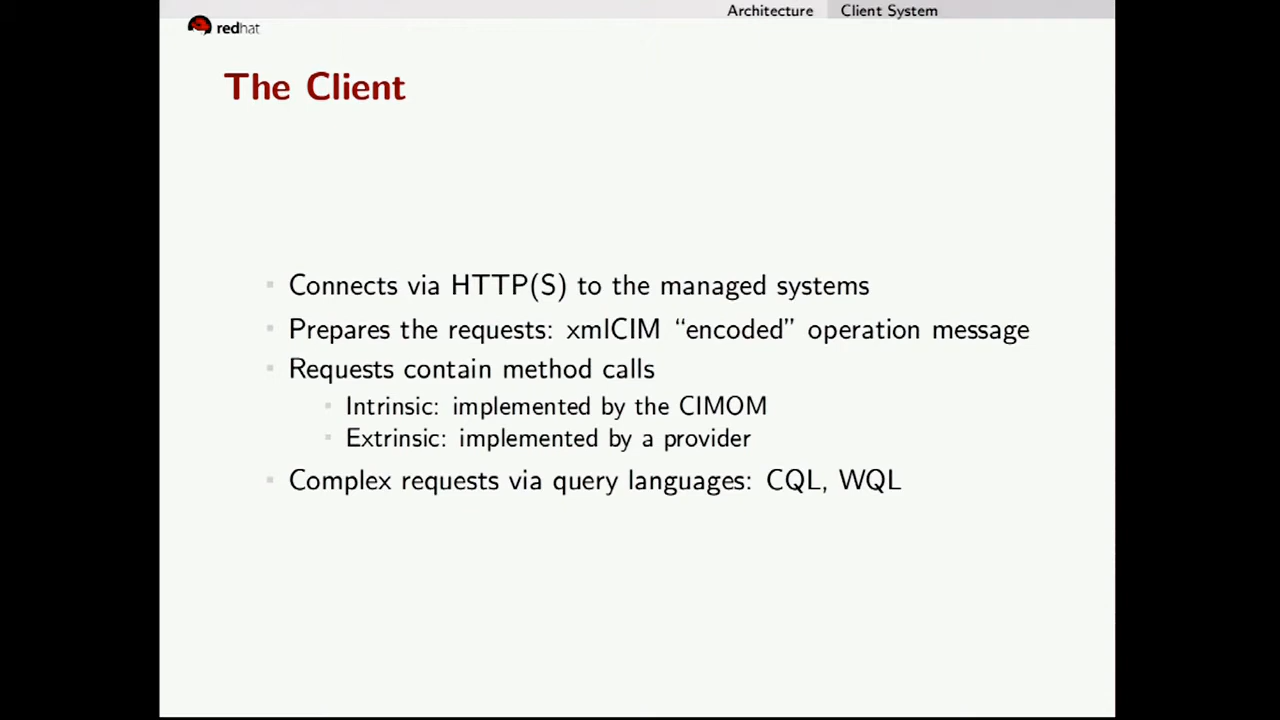 Architecture Client System
redhat
The Client
Connects via HTTP(S) to the managed systems
Prepares the requests: xmlCIM “encoded” operation message
Requests contain method calls
Intrinsic: implemented by the CIMOM
Extrinsic: implemented by a provider
Complex requests via query languages: CQL, WQL